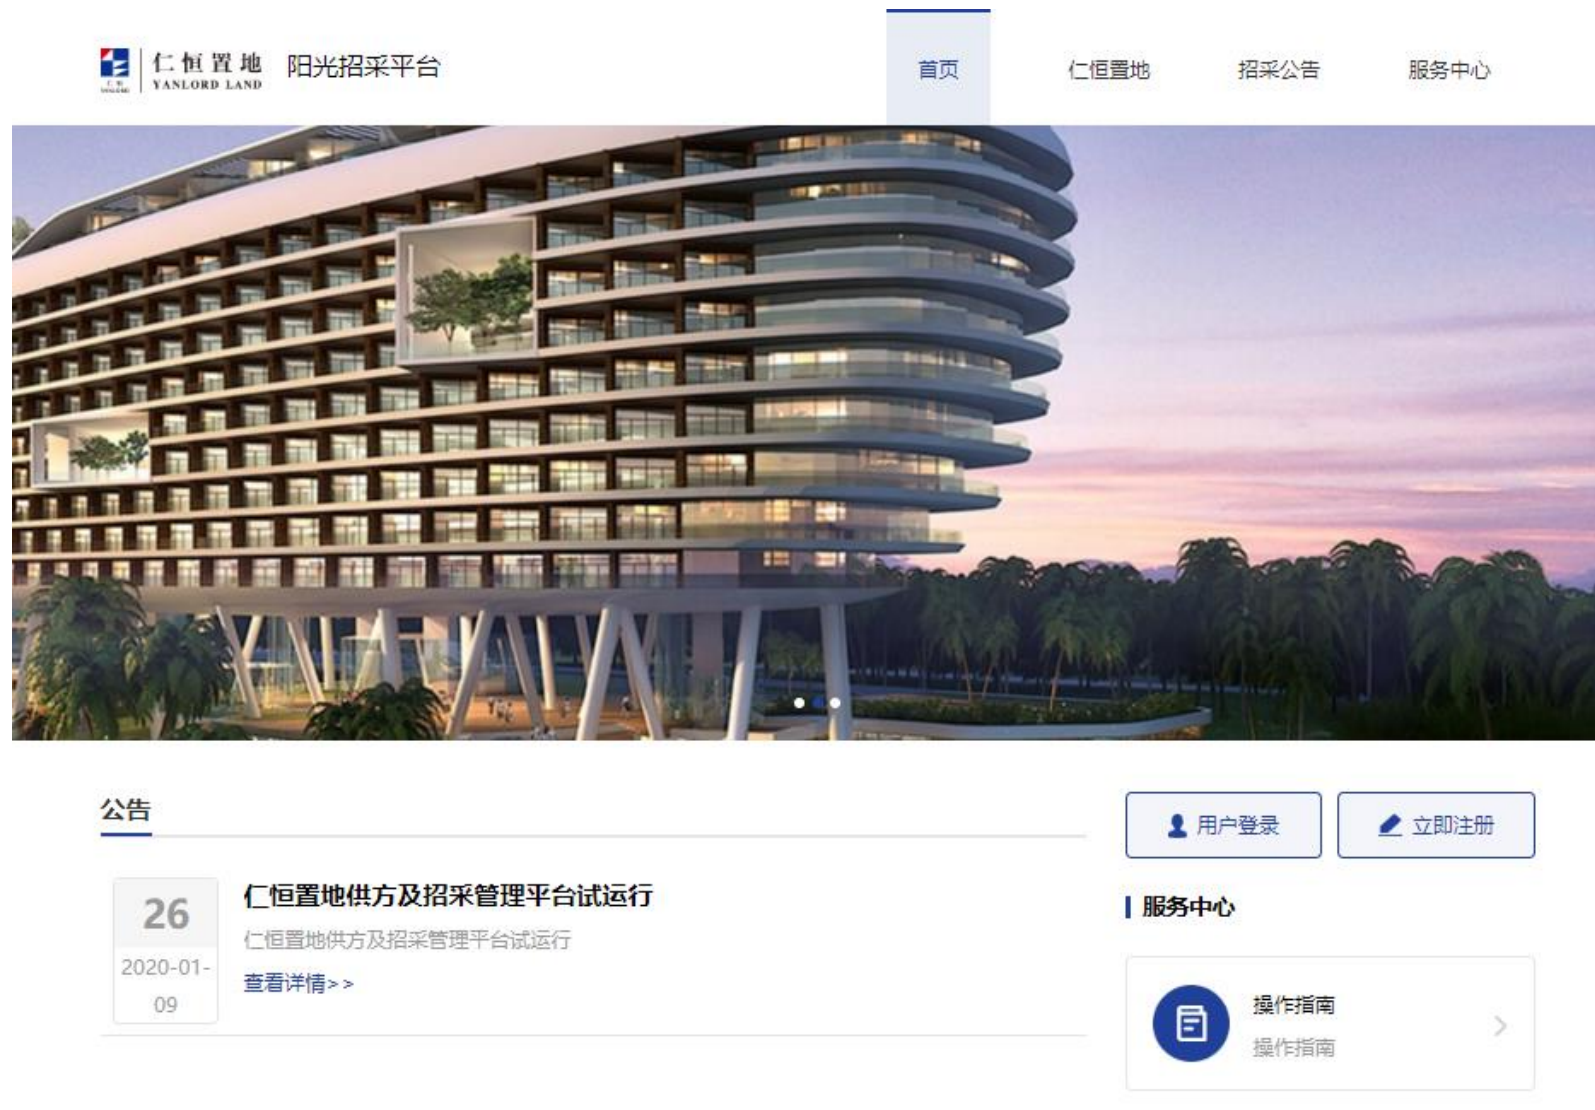 仁恒置地
YANLORD LAND
阳光招采平台
首页
仁恒置地
招采公告
服务中心
公告
26
2020-01-
09
仁恒置地供方及招采管理平台试运行
仁恒置地供方及招采管理平台试运行
查看详情>>
用户登录
立即注册
服务中心
操作指南
操作指南